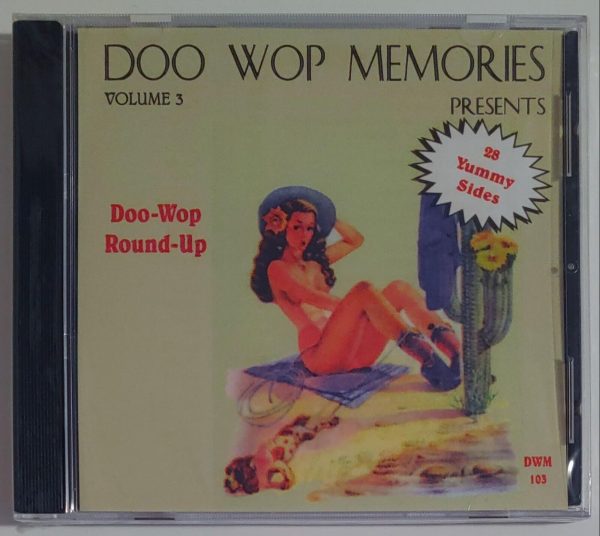 DOO WOP MEMORIES
VOLUME 3
PRESENTS
28
Yummy
Sides
Doo-Wop
Round-Up
DWM
103